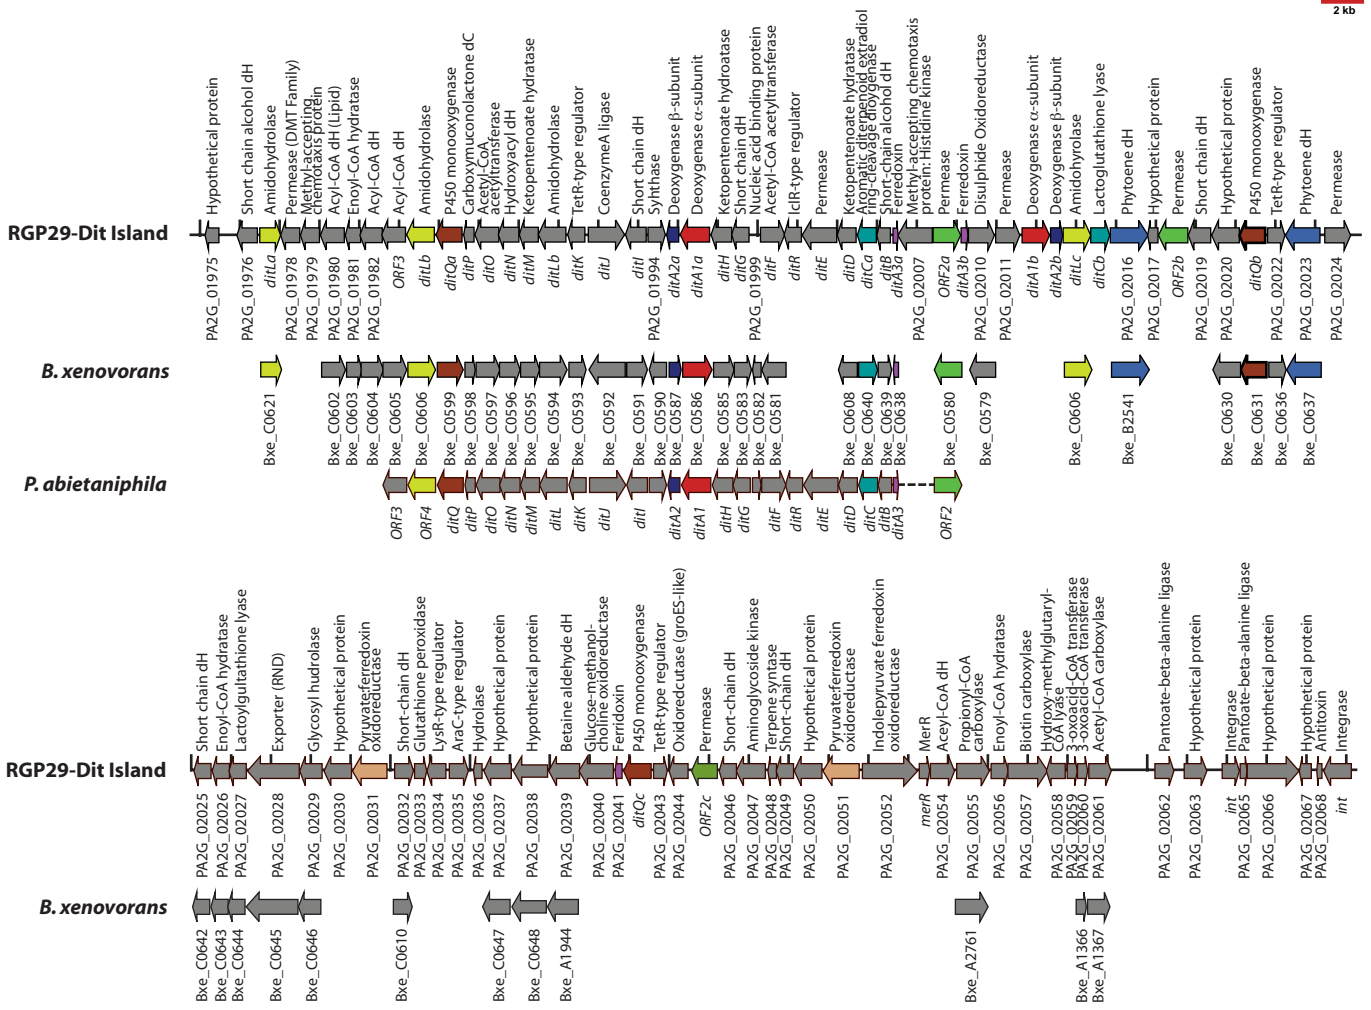 2 kb
Hypothetical protein
Short chain alcohol dH
Amidohydrolase
Permease (DMT Family)
Methyl-accepting
chemotaxis protein
Acyl-CoA dH (Lipid)
Enoyl-CoA hydratase
Acyl-CoA dH
Acyl-CoA dH
Amidohydrolase
P450 monooxygenase
Carboxymuconolactone dC
Acetyl-CoA
acetyltransferase
Hydroxyacyl dH
Ketopentenoate hydratase
Amidohydrolase
TetR-type regulator
CoenzymeA ligase
Short chain dH
Sylthase
Deoxygenase β-subunit
Deoxygenase α-subunit
Ketopentenoate hydroatase
Short chain dH
Nucleic acid binding protein
Acetyl-CoA acetyltransferase
IclR-type regulator
Permease
Ketopentenoate hydratase
Aromatic diterpenoid extradiol
ring-cleavage dioygenase
Short-chain alcohol dH
Ferredoxin
Methyl-accepting chemotaxis
protein: Histidine kinase
Permease
Ferredoxin
Disulphide Oxidoreductase
Permease
Deoxygenase α-subunit
Deoxygenase β-subunit
Amidohyrolase
Lactoglutathione lyase
Phytoene dH
Hypothetical protein
Permease
Short chain dH
Hypothetical protein
P450 monooxygenase
TetR-type regulator
Phytoene dH
Permease
RGP29-Dit Island
PA2G_01975
PA2G_01976
ditLa
PA2G_01978
PA2G_01979
PA2G_01980
PA2G_01981
PA2G_01982
ORF3
ditLb
ditQa
ditP
ditO
ditN
ditM
ditLb
ditK
ditJ
ditI
PA2G_01994
ditA2a
ditA1a
ditH
ditG
PA2G_01999
ditF
ditR
ditE
ditD
ditCa
ditB
ditA3a
PA2G_02007
ORF2a
ditA3b
PA2G_02010
PA2G_02011
ditA1b
ditA2b
ditLc
ditCb
PA2G_02016
PA2G_02017
ORF2b
PA2G_02019
PA2G_02020
ditQb
PA2G_02022
PA2G_02023
PA2G_02024
B. xenovorans
Bxe_C0621
Bxe_C0602
Bxe_C0603
Bxe_C0604
Bxe_C0605
Bxe_C0606
Bxe_C0599
Bxe_C0598
Bxe_C0597
Bxe_C0596
Bxe_C0595
Bxe_C0594
Bxe_C0593
Bxe_C0592
Bxe_C0591
Bxe_C0590
Bxe_C0587
Bxe_C0586
Bxe_C0585
Bxe_C0583
Bxe_C0582
Bxe_C0581
Bxe_C0608
Bxe_C0640
Bxe_C0639
Bxe_C0638
Bxe_C0580
Bxe_C0579
Bxe_C0606
Bxe_B2541
Bxe_C0630
Bxe_C0631
Bxe_C0636
Bxe_C0637
P. abietaniphila
ORF3
ORF4
ditQ
ditP
ditO
ditN
ditM
ditL
ditK
ditJ
ditI
ditA2
ditA1
ditH
ditG
ditF
ditR
ditE
ditD
ditC
ditB
ditA3
ORF2
Short chain dH
Enoyl-CoA hydratase
Lactoylgultathione lyase
Exporter (RND)
Glycosyl hudrolase
Hypothetical protein
Pyruvate:ferredoxin
oxidoreductase
Short-chain dH
Glutathione peroxidase
LysR-type regulator
AraC-type regulator
Hydrolase
Hypothetical protein
Hypothetical protein
Betaine aldehyde dH
Glucose-methanol-
choline oxidoreductase
Ferridoxin
P450 monooxygenase
TetR-type regulator
Oxidoredcutase (groES-like)
Permease
Short-chain dH
Aminoglycoside kinase
Terpene syntase
Short-chain dH
Hypothetical protein
Pyruvate:ferredoxin
oxidoreductase
Indolepyruvate ferredoxin
oxidoreductase
MerR
Aceyl-CoA dH
Propionyl-CoA
carboxylase
Enoyl-CoA hydratase
Biotin carboxylase
Hydroxy-methylglutaryl-
CoA lyase
3-oxoacid-CoA transferase
3-oxoacid-CoA transferase
Acetyl-CoA carboxylase
Pantoate-beta-alanine ligase
Hypothetical protein
Integrase
Pantoate-beta-alanine ligase
Hypothetical protein
Hypothetical protein
Antitoxin
Integrase
RGP29-Dit Island
PA2G_02025
PA2G_02026
PA2G_02027
PA2G_02028
PA2G_02029
PA2G_02030
PA2G_02031
PA2G_02032
PA2G_02033
PA2G_02034
PA2G_02035
PA2G_02036
PA2G_02037
PA2G_02038
PA2G_02039
PA2G_02040
PA2G_02041
ditQc
PA2G_02043
PA2G_02044
ORF2c
PA2G_02046
PA2G_02047
PA2G_02048
PA2G_02049
PA2G_02050
PA2G_02051
PA2G_02052
merR
PA2G_02054
PA2G_02055
PA2G_02056
PA2G_02057
PA2G_02058
PA2G_02059
PA2G_02060
PA2G_02061
PA2G_02062
PA2G_02063
int
PA2G_02065
PA2G_02066
PA2G_02067
PA2G_02068
int
B. xenovorans
Bxe_C0642
Bxe_C0643
Bxe_C0644
Bxe_C0645
Bxe_C0646
Bxe_C0610
Bxe_C0647
Bxe_C0648
Bxe_A1944
Bxe_A2761
Bxe_A1366
Bxe_A1367